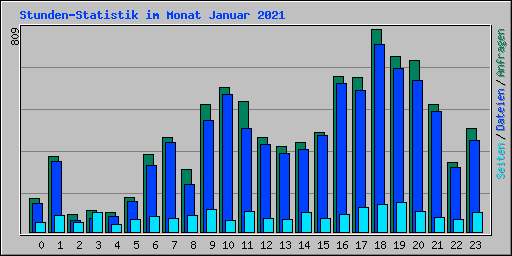 Stunden-Statistik im Monat Januar 2021
809
Seiten / Dateien / Anfragen
0 1 2 3 4 5 6 7 8 9 10 11 12 13 14 15 16 17 18 19 20 21 22 23